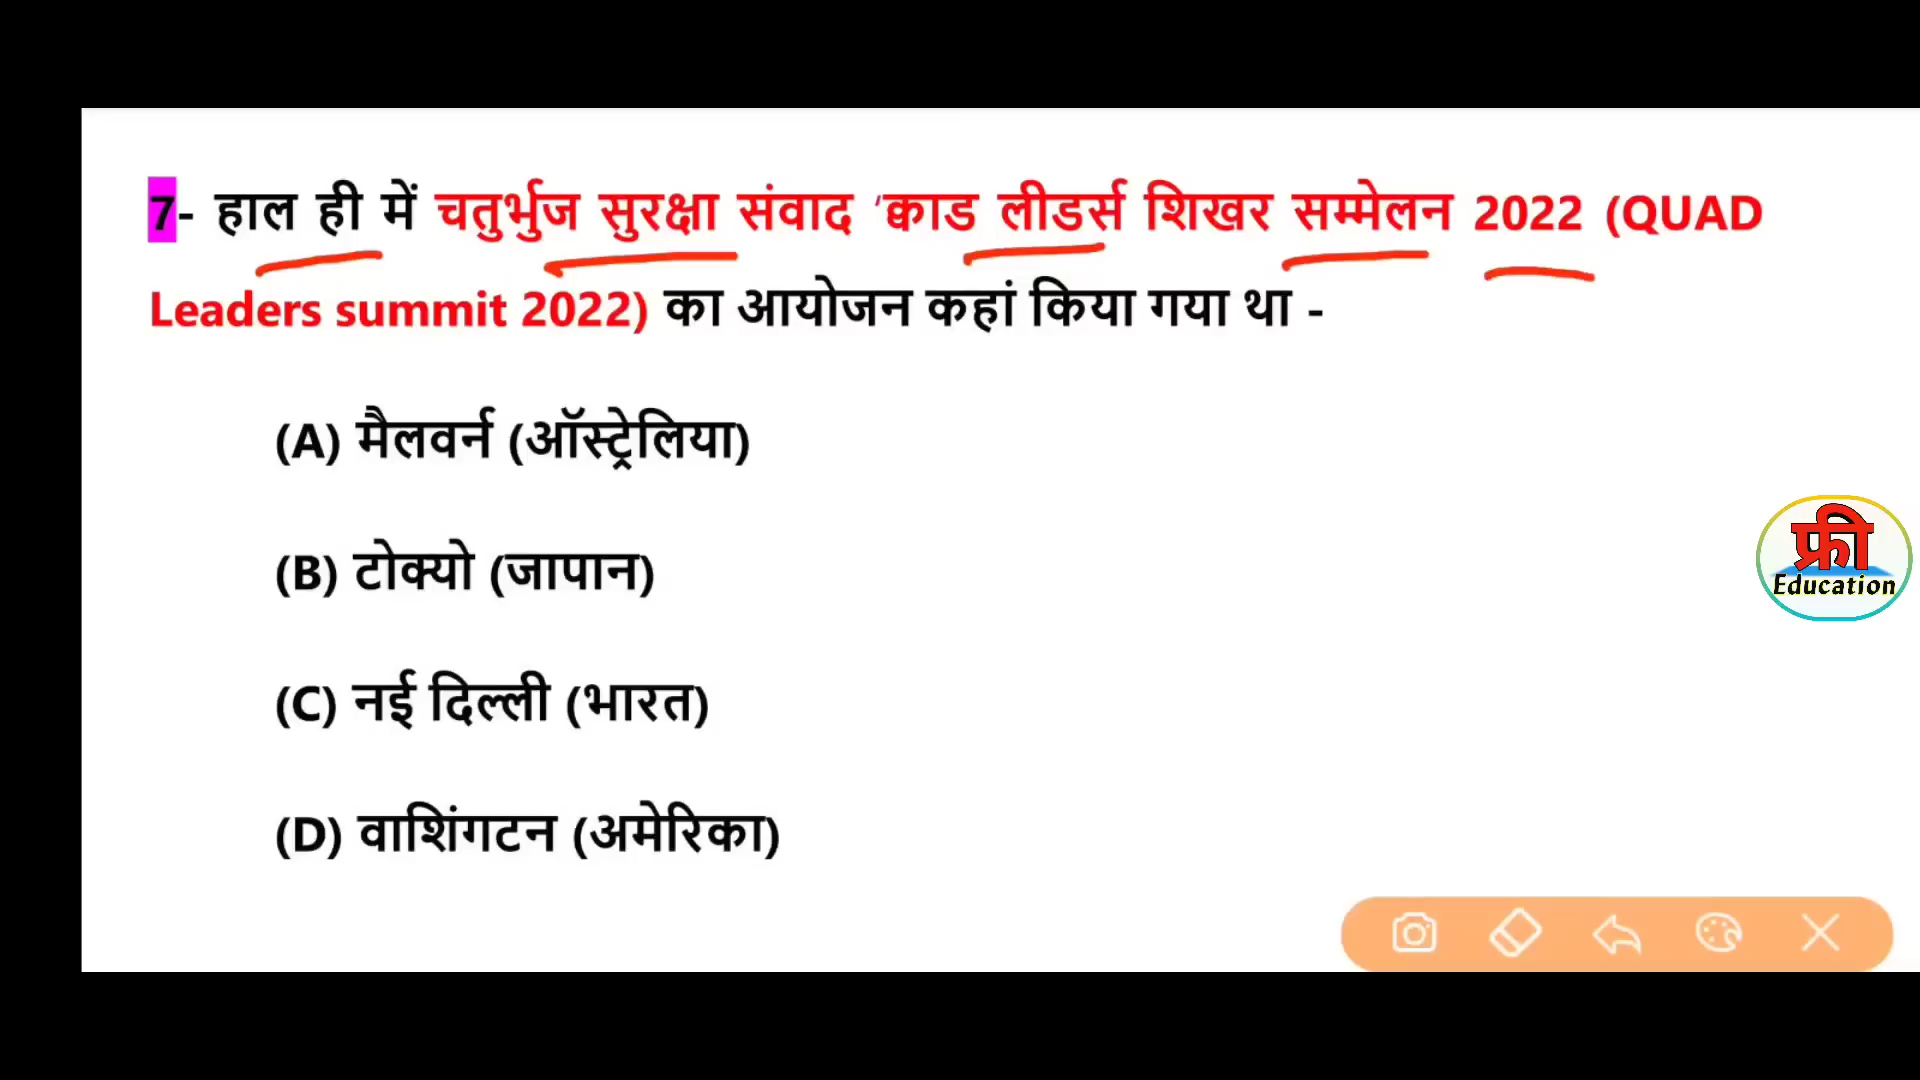 7- हाल ही में चतुर्भुज सुरक्षा संवाद ‘क्वाड लीडर्स शिखर सम्मेलन 2022 (QUAD
Leaders summit 2022) का आयोजन कहां किया गया था -
(A) मैलवर्न (ऑस्ट्रेलिया)
(B) टोक्यो (जापान)
फ्री
Education
(C) नई दिल्ली (भारत)
(D) वाशिंगटन (अमेरिका)